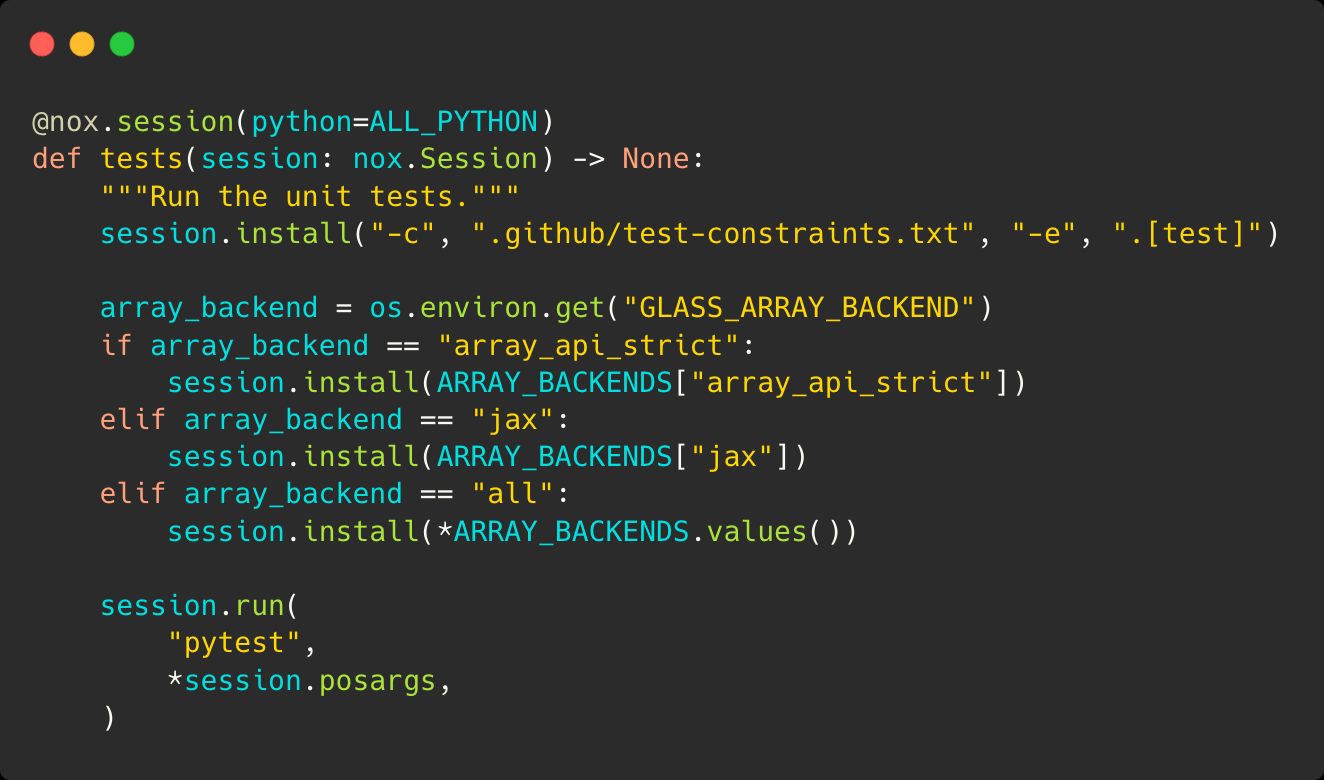 @nox.session(python=ALL_PYTHON)
def tests(session: nox.Session) -> None:
    """Run the unit tests."""
    session.install("-c", ".github/test-constraints.txt", "-e", ".[test]")

    array_backend = os.environ.get("GLASS_ARRAY_BACKEND")
    if array_backend == "array_api_strict":
        session.install(ARRAY_BACKENDS["array_api_strict"])
    elif array_backend == "jax":
        session.install(ARRAY_BACKENDS["jax"])
    elif array_backend == "all":
        session.install(*ARRAY_BACKENDS.values())

    session.run(
        "pytest",
        *session.posargs,
    )